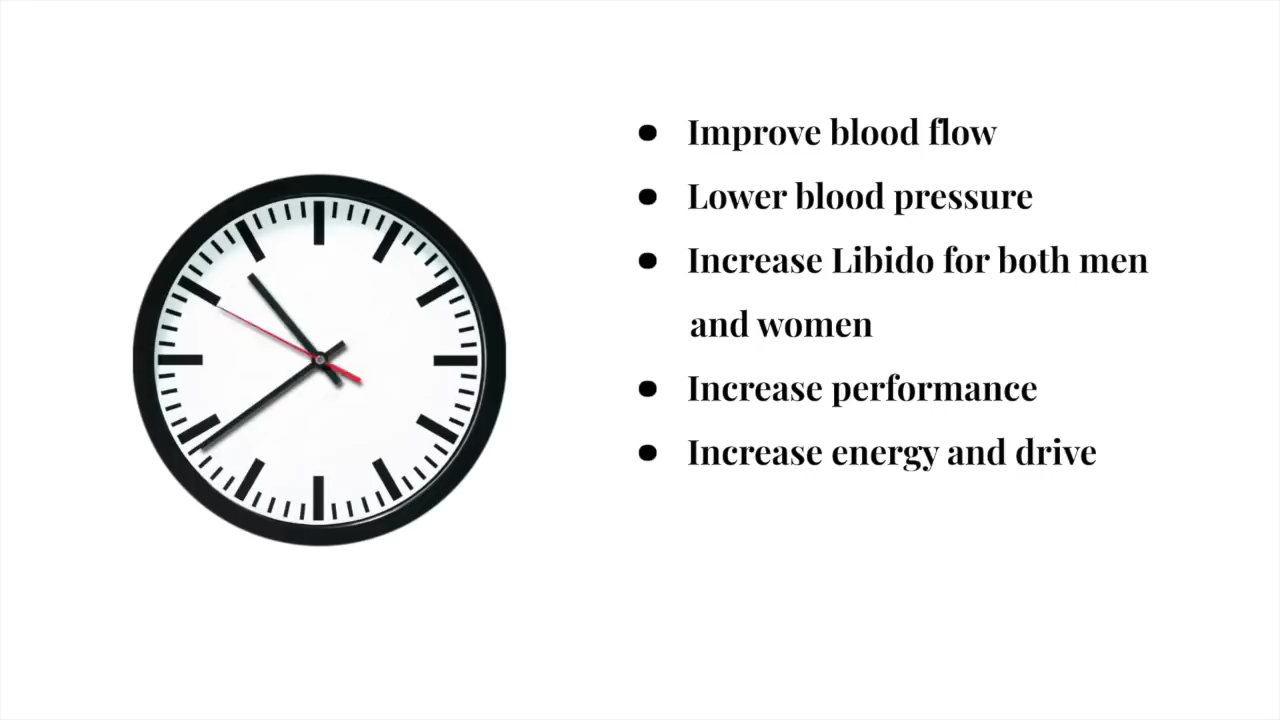 ● Improve blood flow
● Lower blood pressure
● Increase Libido for both men
and women
● Increase performance
● Increase energy and drive